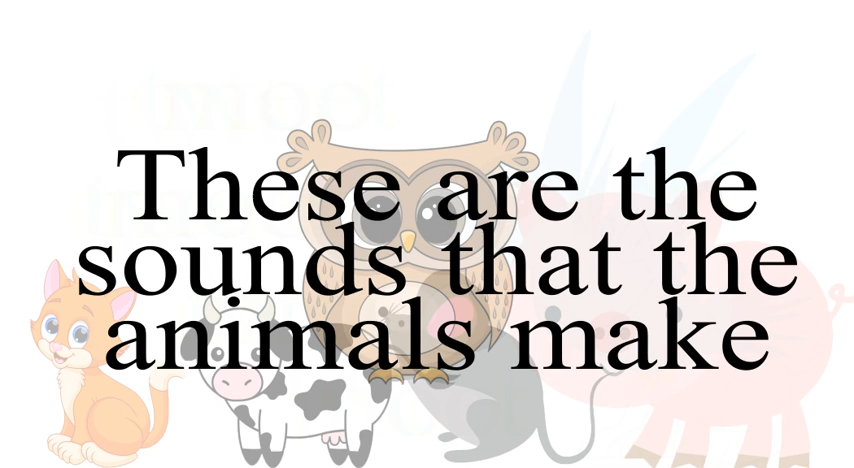 These are the
sounds that the
animals make